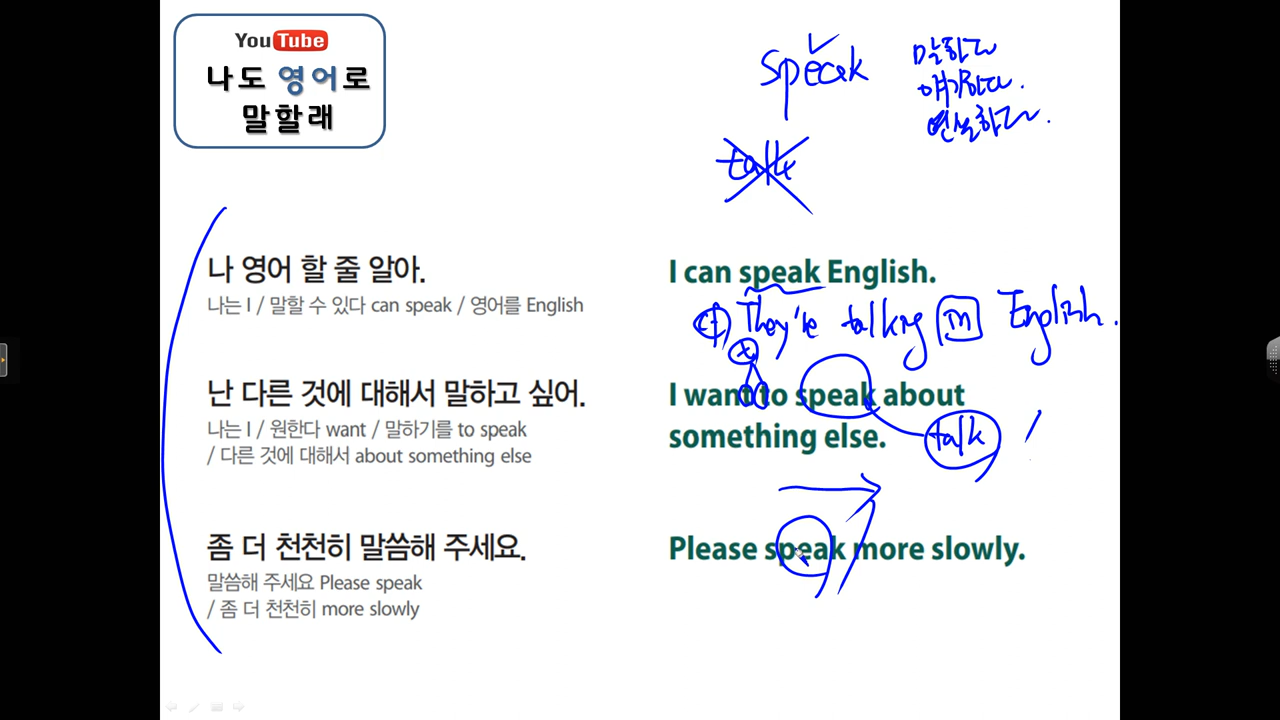 YouTube
나도 영어로
말할래
speak
말하다
얘기하다.
연설하다.
talk
나 영어 할 줄 알아.
나는 I / 말할 수 있다 can speak / 영어를 English
I can speak English.
They're talking in English.
난 다른 것에 대해서 말하고 싶어.
나는 I / 원한다 want / 말하기를 to speak
/ 다른 것에 대해서 about something else
I want to speak about
something else.
talk
좀 더 천천히 말씀해 주세요.
말씀해 주세요 Please speak
/ 좀 더 천천히 more slowly
Please speak more slowly.